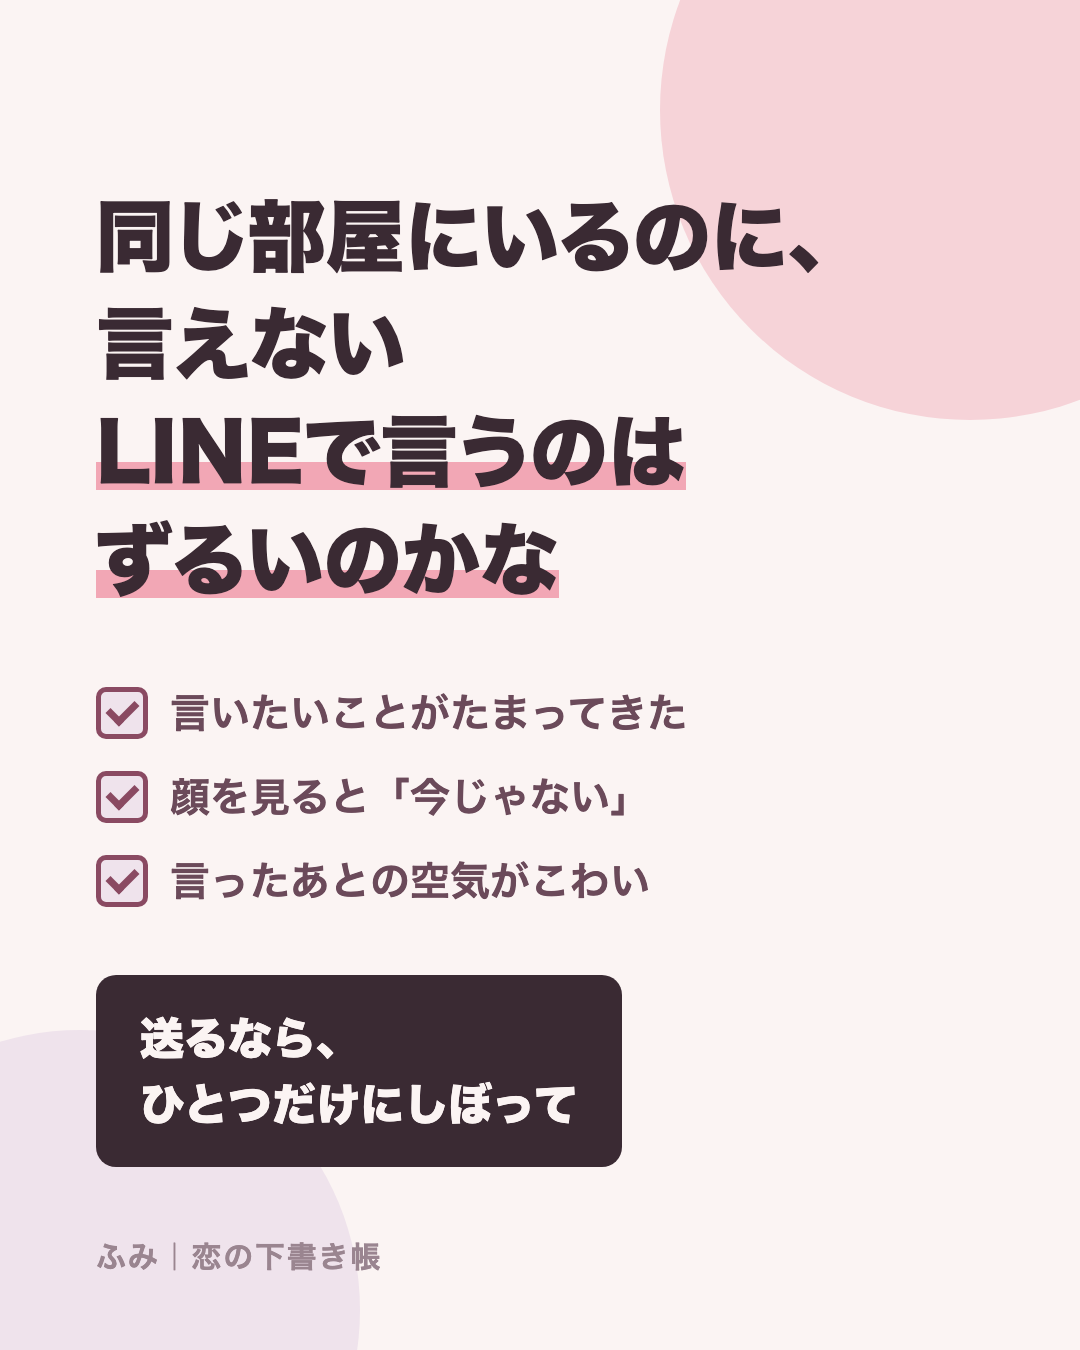 同じ部屋にいるのに、
言えない
LINEで言うのは
ずるいのかな
言いたいことがたまってきた
顔を見ると「今じゃない」
言ったあとの空気がこわい
送るなら、
ひとつだけにしぼって
ふみ｜恋の下書き帳